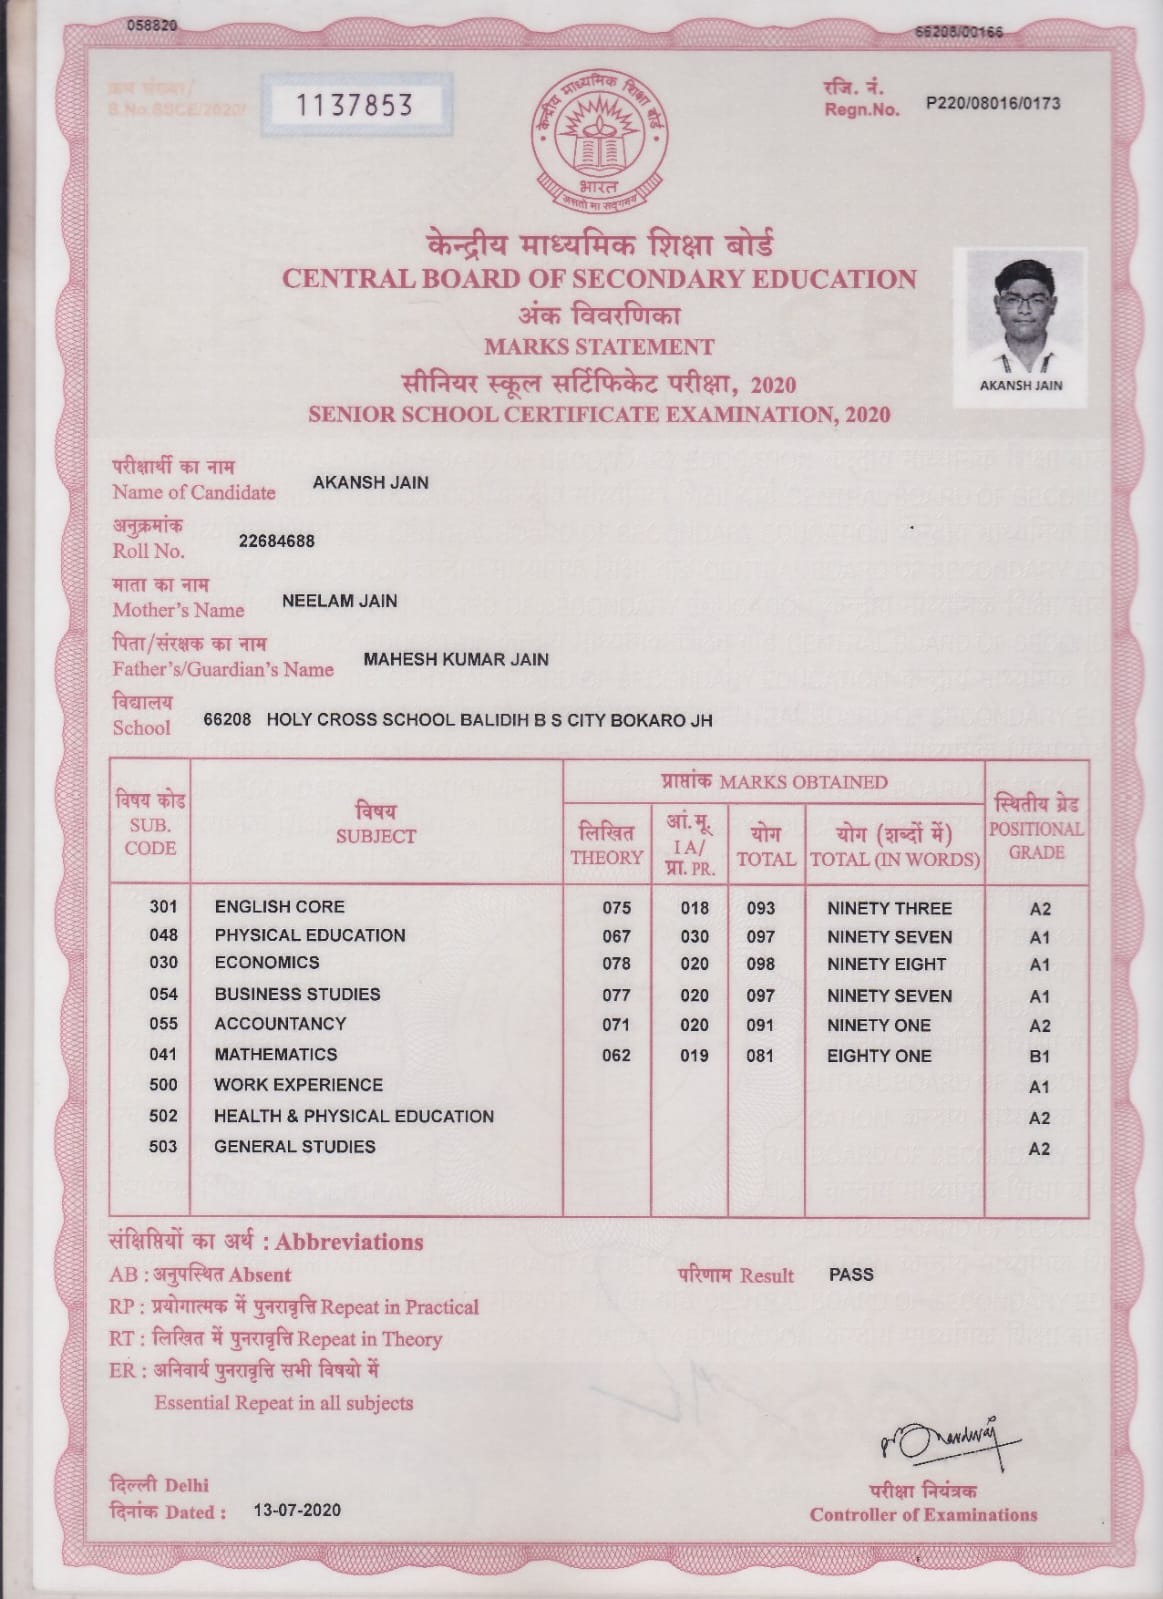 058820
66208/00166
क्रम संख्या/
S.No.SSCE/2020/
1137853
रजि. नं.
Regn.No. P220/08016/0173
केन्द्रीय माध्यमिक शिक्षा बोर्ड
भारत
असतो मा सद्गमय
केन्द्रीय माध्यमिक शिक्षा बोर्ड
CENTRAL BOARD OF SECONDARY EDUCATION
अंक विवरणिका
MARKS STATEMENT
सीनियर स्कूल सर्टिफिकेट परीक्षा, 2020
SENIOR SCHOOL CERTIFICATE EXAMINATION, 2020
AKANSH JAIN
परीक्षार्थी का नाम
Name of Candidate AKANSH JAIN
अनुक्रमांक
Roll No. 22684688
माता का नाम
Mother's Name NEELAM JAIN
पिता/संरक्षक का नाम
Father's/Guardian's Name MAHESH KUMAR JAIN
विद्यालय
School 66208 HOLY CROSS SCHOOL BALIDIH B S CITY BOKARO JH
विषय कोड
SUB.
CODE
विषय
SUBJECT
प्राप्तांक MARKS OBTAINED
लिखित
THEORY
आं.मू.
I A/
प्रा. PR.
योग
TOTAL
योग (शब्दों में)
TOTAL (IN WORDS)
स्थितीय ग्रेड
POSITIONAL
GRADE
301 ENGLISH CORE 075 018 093 NINETY THREE A2
048 PHYSICAL EDUCATION 067 030 097 NINETY SEVEN A1
030 ECONOMICS 078 020 098 NINETY EIGHT A1
054 BUSINESS STUDIES 077 020 097 NINETY SEVEN A1
055 ACCOUNTANCY 071 020 091 NINETY ONE A2
041 MATHEMATICS 062 019 081 EIGHTY ONE B1
500 WORK EXPERIENCE A1
502 HEALTH & PHYSICAL EDUCATION A2
503 GENERAL STUDIES A2
संक्षिप्तियों का अर्थ : Abbreviations
AB : अनुपस्थित Absent
परिणाम Result PASS
RP : प्रयोगात्मक में पुनरावृत्ति Repeat in Practical
RT : लिखित में पुनरावृत्ति Repeat in Theory
ER : अनिवार्य पुनरावृत्ति सभी विषयो में
Essential Repeat in all subjects
दिल्ली Delhi
दिनांक Dated : 13-07-2020
परीक्षा नियंत्रक
Controller of Examinations